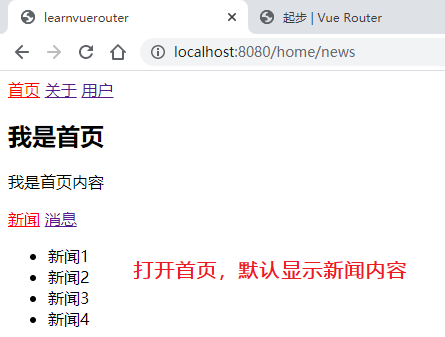 learnvuerouter
起步 | Vue Router
localhost:8080/home/news
首页 关于 用户
我是首页
我是首页内容
新闻 消息
新闻1
新闻2
新闻3
新闻4
打开首页，默认显示新闻内容